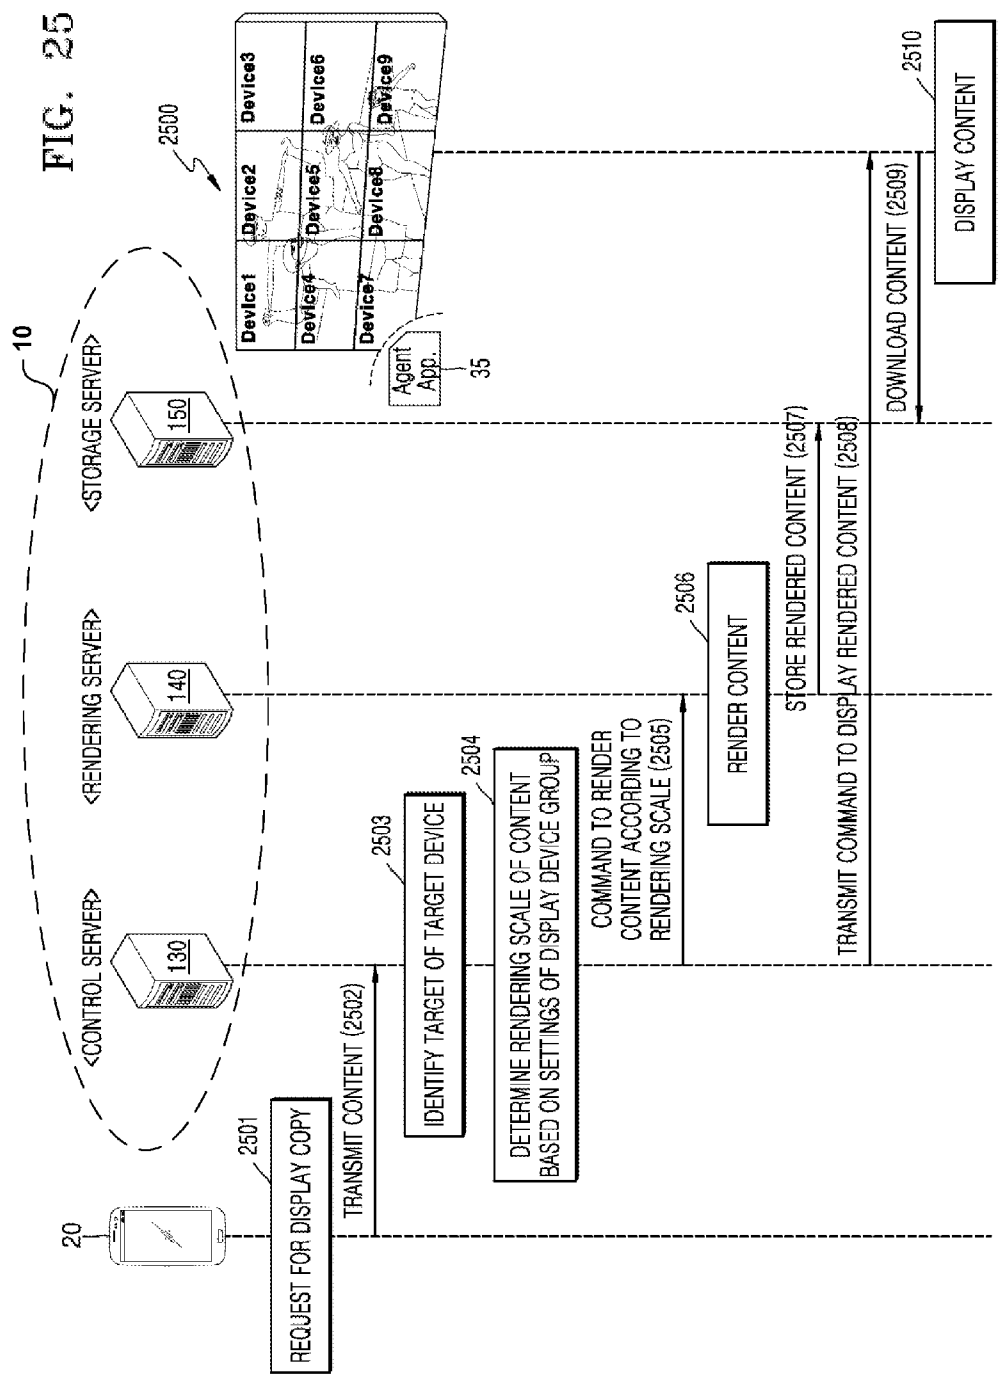 FIG. 25
10
<CONTROL SERVER>
<RENDERING SERVER>
<STORAGE SERVER>
2500
20
130
140
150
Device1
Device2
Device3
Device4
Device5
Device6
Device7
Device8
Device9
Agent
App.
35
2501
REQUEST FOR DISPLAY COPY
TRANSMIT CONTENT (2502)
2503
IDENTIFY TARGET OF TARGET DEVICE
2504
DETERMINE RENDERING SCALE OF CONTENT
BASED ON SETTINGS OF DISPLAY DEVICE GROUP
COMMAND TO RENDER
CONTENT ACCORDING TO
RENDERING SCALE (2505)
2506
RENDER CONTENT
STORE RENDERED CONTENT (2507)
TRANSMIT COMMAND TO DISPLAY RENDERED CONTENT (2508)
DOWNLOAD CONTENT (2509)
2510
DISPLAY CONTENT